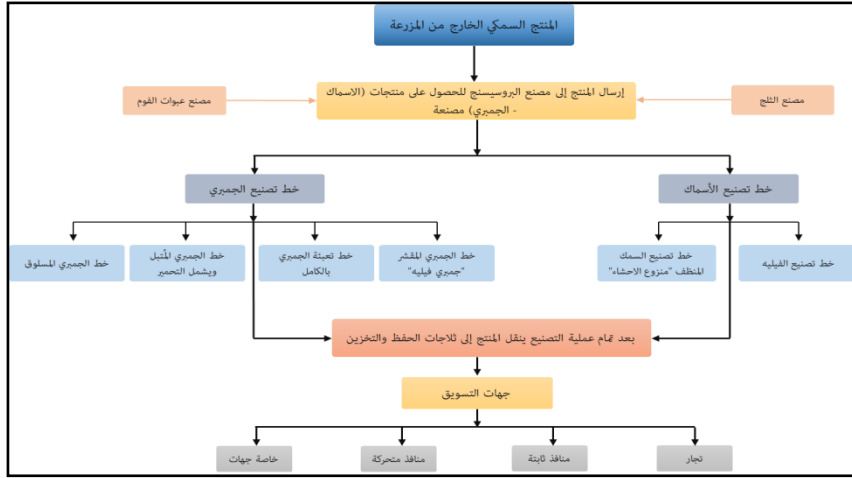 المنتج السمكي الخارج من المزرعة
إرسال المنتج إلى مصنع البروسيسنج للحصول على منتجات (الاسماك
- الجمبري) مصنعة
مصنع الثلج
مصنع عبوات الفوم
خط تصنيع الأسماك
خط تصنيع الجمبري
خط تصنيع الفيليه
خط تصنيع السمك
المنظف "منزوع الاحشاء"
خط الجمبري المقشر
"جمبري فيليه"
خط تعبئة الجمبري
بالكامل
خط الجمبري المُتبل
ويشمل التحمير
خط الجمبري المسلوق
بعد تمام عملية التصنيع ينقل المنتج إلى ثلاجات الحفظ والتخزين
جهات التسويق
تجار
منافذ ثابتة
منافذ متحركة
خاصة جهات